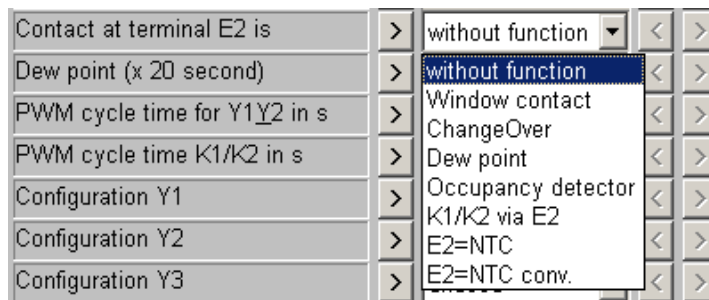 Contact at terminal E2 is > without function < >
Dew point (x 20 second) > without function < >
PWM cycle time for Y1Y2 in s > Window contact < >
ChangeOver
PWM cycle time K1/K2 in s > Dew point < >
Configuration Y1 > Occupancy detector < >
K1/K2 via E2
Configuration Y2 > E2=NTC < >
Configuration Y3 > E2=NTC conv. < >